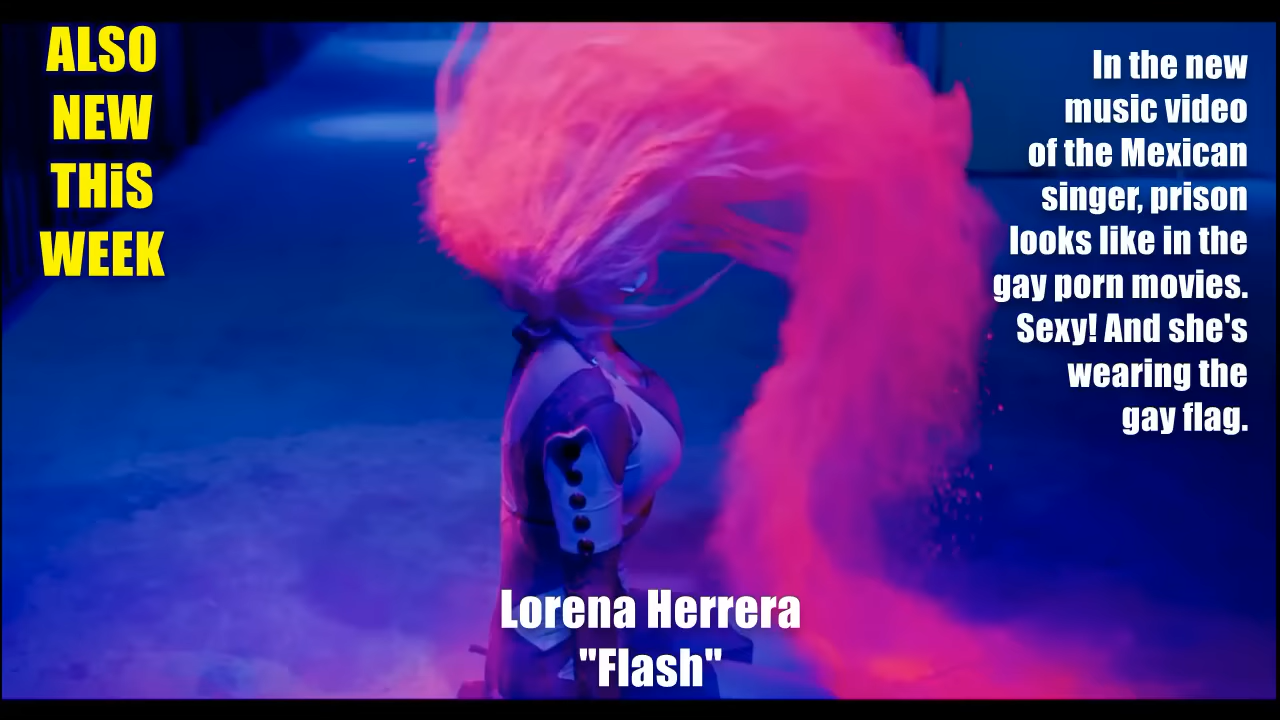 ALSO
NEW
THiS
WEEK
In the new
music video
of the Mexican
singer, prison
looks like in the
gay porn movies.
Sexy! And she's
wearing the
gay flag.
Lorena Herrera
"Flash"